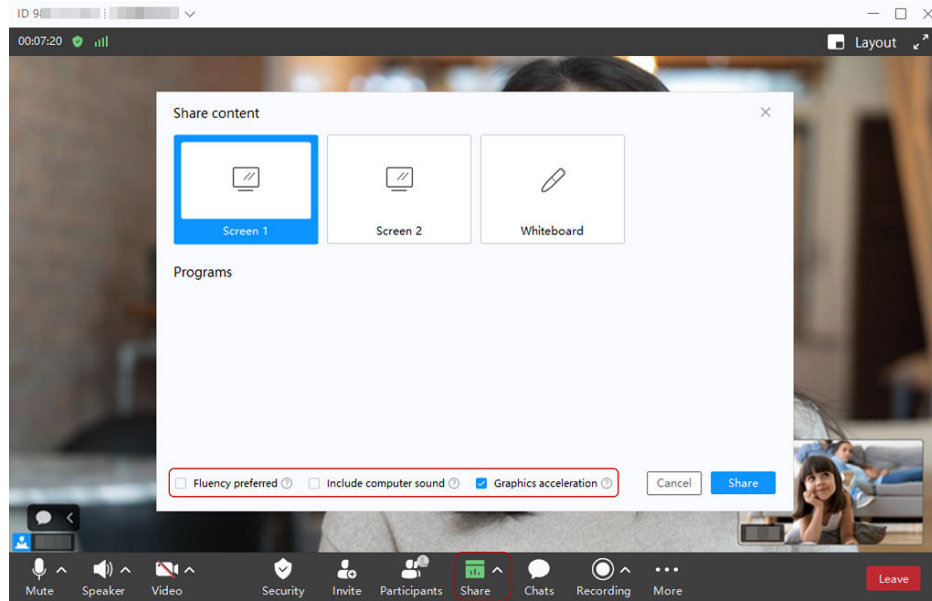 ID 9
00:07:20
Layout
Share content
Screen 1
Screen 2
Whiteboard
Programs
Fluency preferred
Include computer sound
Graphics acceleration
Cancel
Share
Mute
Speaker
Video
Security
Invite
Participants
Share
Chats
Recording
More
Leave